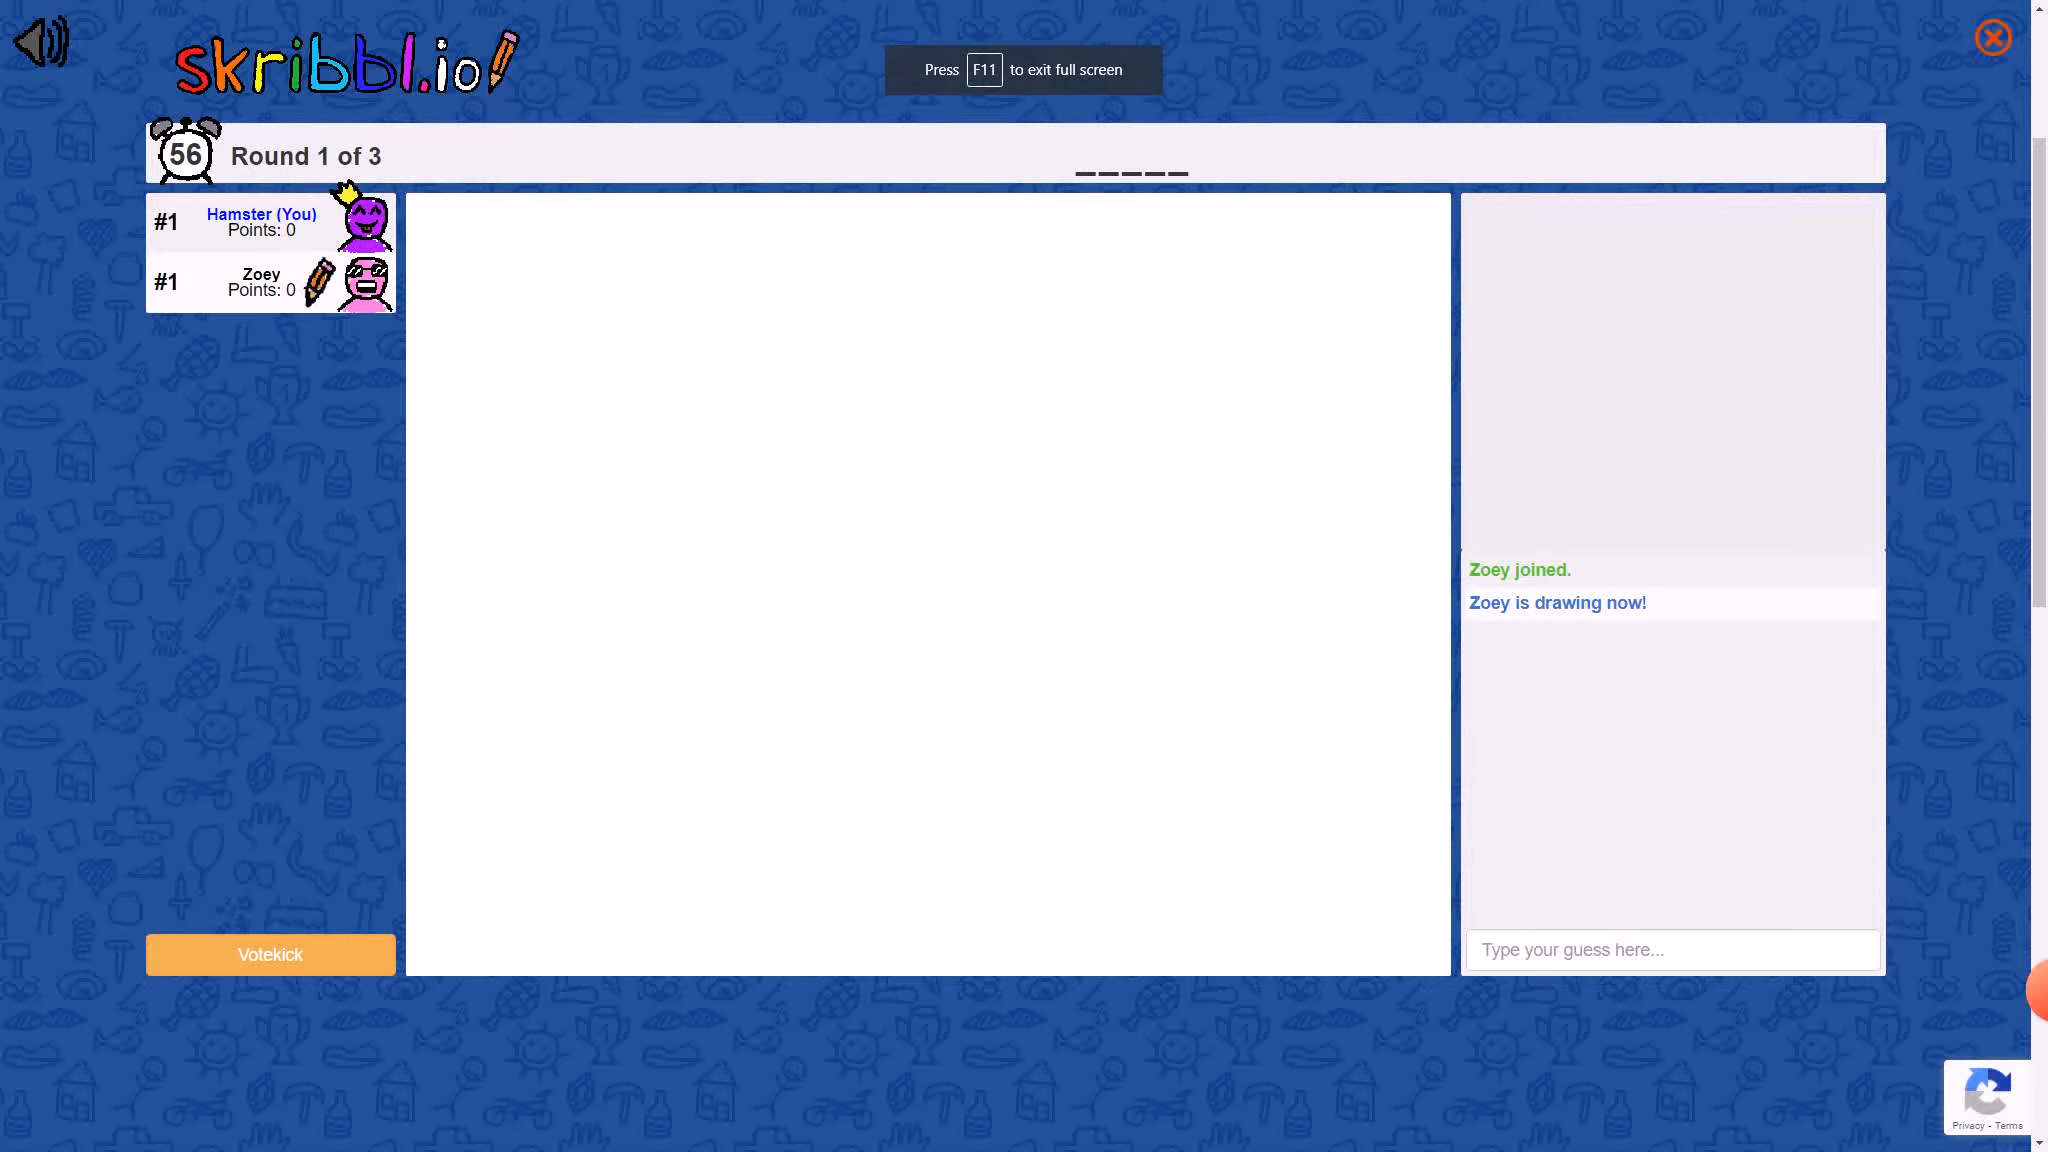 skribbl.io
Press F11 to exit full screen
56
Round 1 of 3
_ _ _ _ _
#1
Hamster (You)
Points: 0
#1
Zoey
Points: 0
Zoey joined.
Zoey is drawing now!
Votekick
Type your guess here...
Privacy - Terms